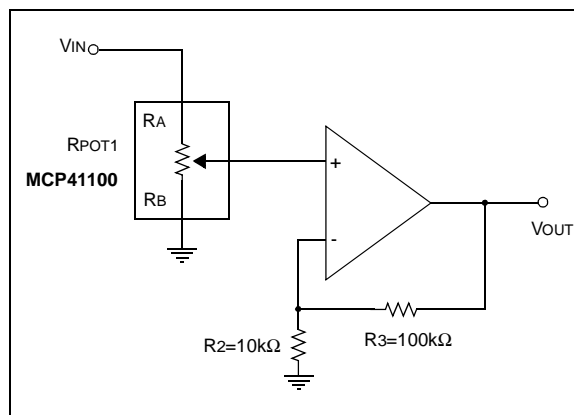 VIN
RA
RPOT1
MCP41100
RB
+
-
VOUT
R2=10kΩ
R3=100kΩ